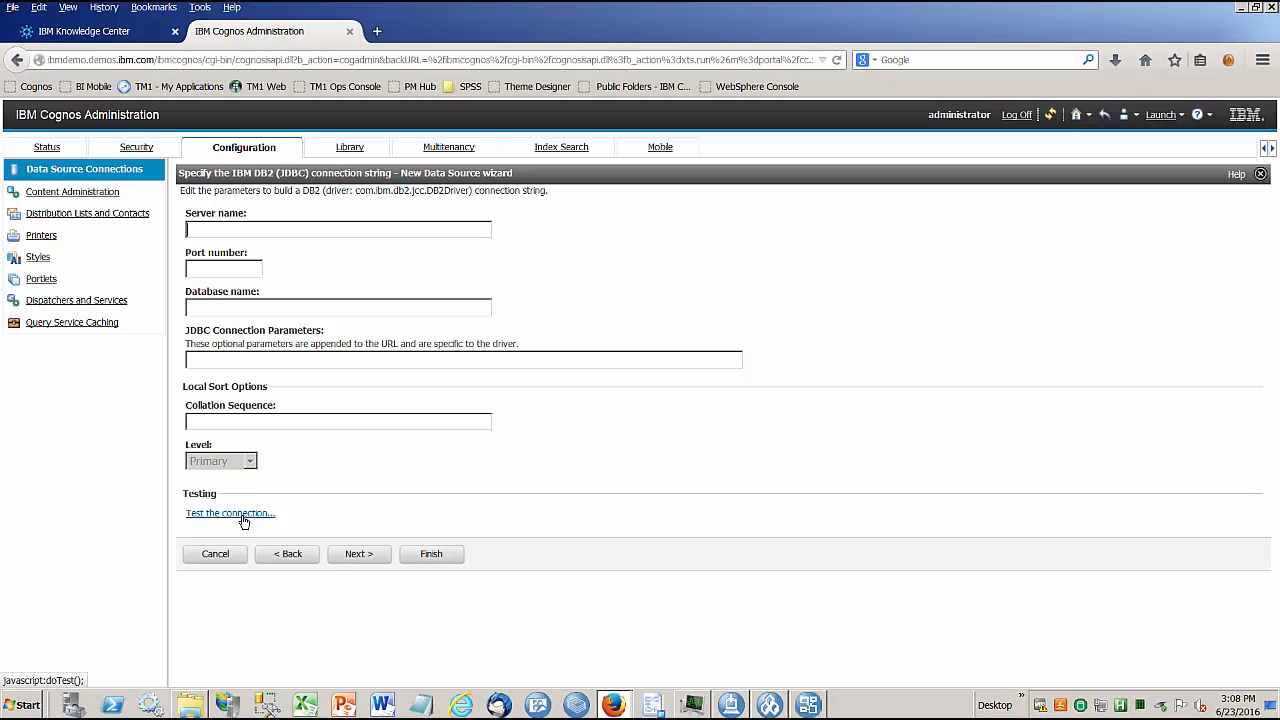 File Edit View History Bookmarks Tools Help
IBM Knowledge Center × IBM Cognos Administration × +
ibmdemo.demos.ibm.com/ibmcognos/cgi-bin/cognosisapi.dll?b_action=cogadmin&backURL=%2fibmcognos%2fcgi-bin%2fcognosisapi.dll%3fb_action%3dxts.run%26m%3dportal%2fcc.
Google
Cognos BI Mobile TM1 - My Applications TM1 Web TM1 Ops Console PM Hub SPSS Theme Designer Public Folders - IBM C... WebSphere Console
IBM Cognos Administration
administrator Log Off Launch IBM.
Status Security Configuration Library Multitenancy Index Search Mobile
Data Source Connections
Content Administration
Distribution Lists and Contacts
Printers
Styles
Portlets
Dispatchers and Services
Query Service Caching
Specify the IBM DB2 (JDBC) connection string - New Data Source wizard
Help
Edit the parameters to build a DB2 (driver: com.ibm.db2.jcc.DB2Driver) connection string.
Server name:
Port number:
Database name:
JDBC Connection Parameters:
These optional parameters are appended to the URL and are specific to the driver.
Local Sort Options
Collation Sequence:
Level:
Primary
Testing
Test the connection...
Cancel < Back Next > Finish
javascript:doTest();
Start
Desktop
3:08 PM
6/23/2016